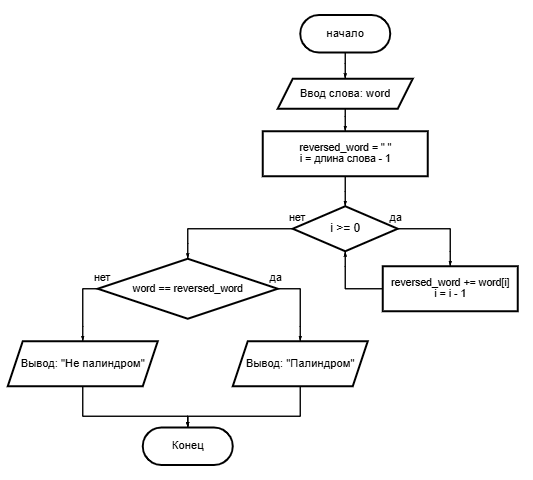 начало
Ввод слова: word
reversed_word = " "
i = длина слова - 1
нет
да
i >= 0
reversed_word += word[i]
i = i - 1
нет
да
word == reversed_word
Вывод: "Не палиндром"
Вывод: "Палиндром"
Конец